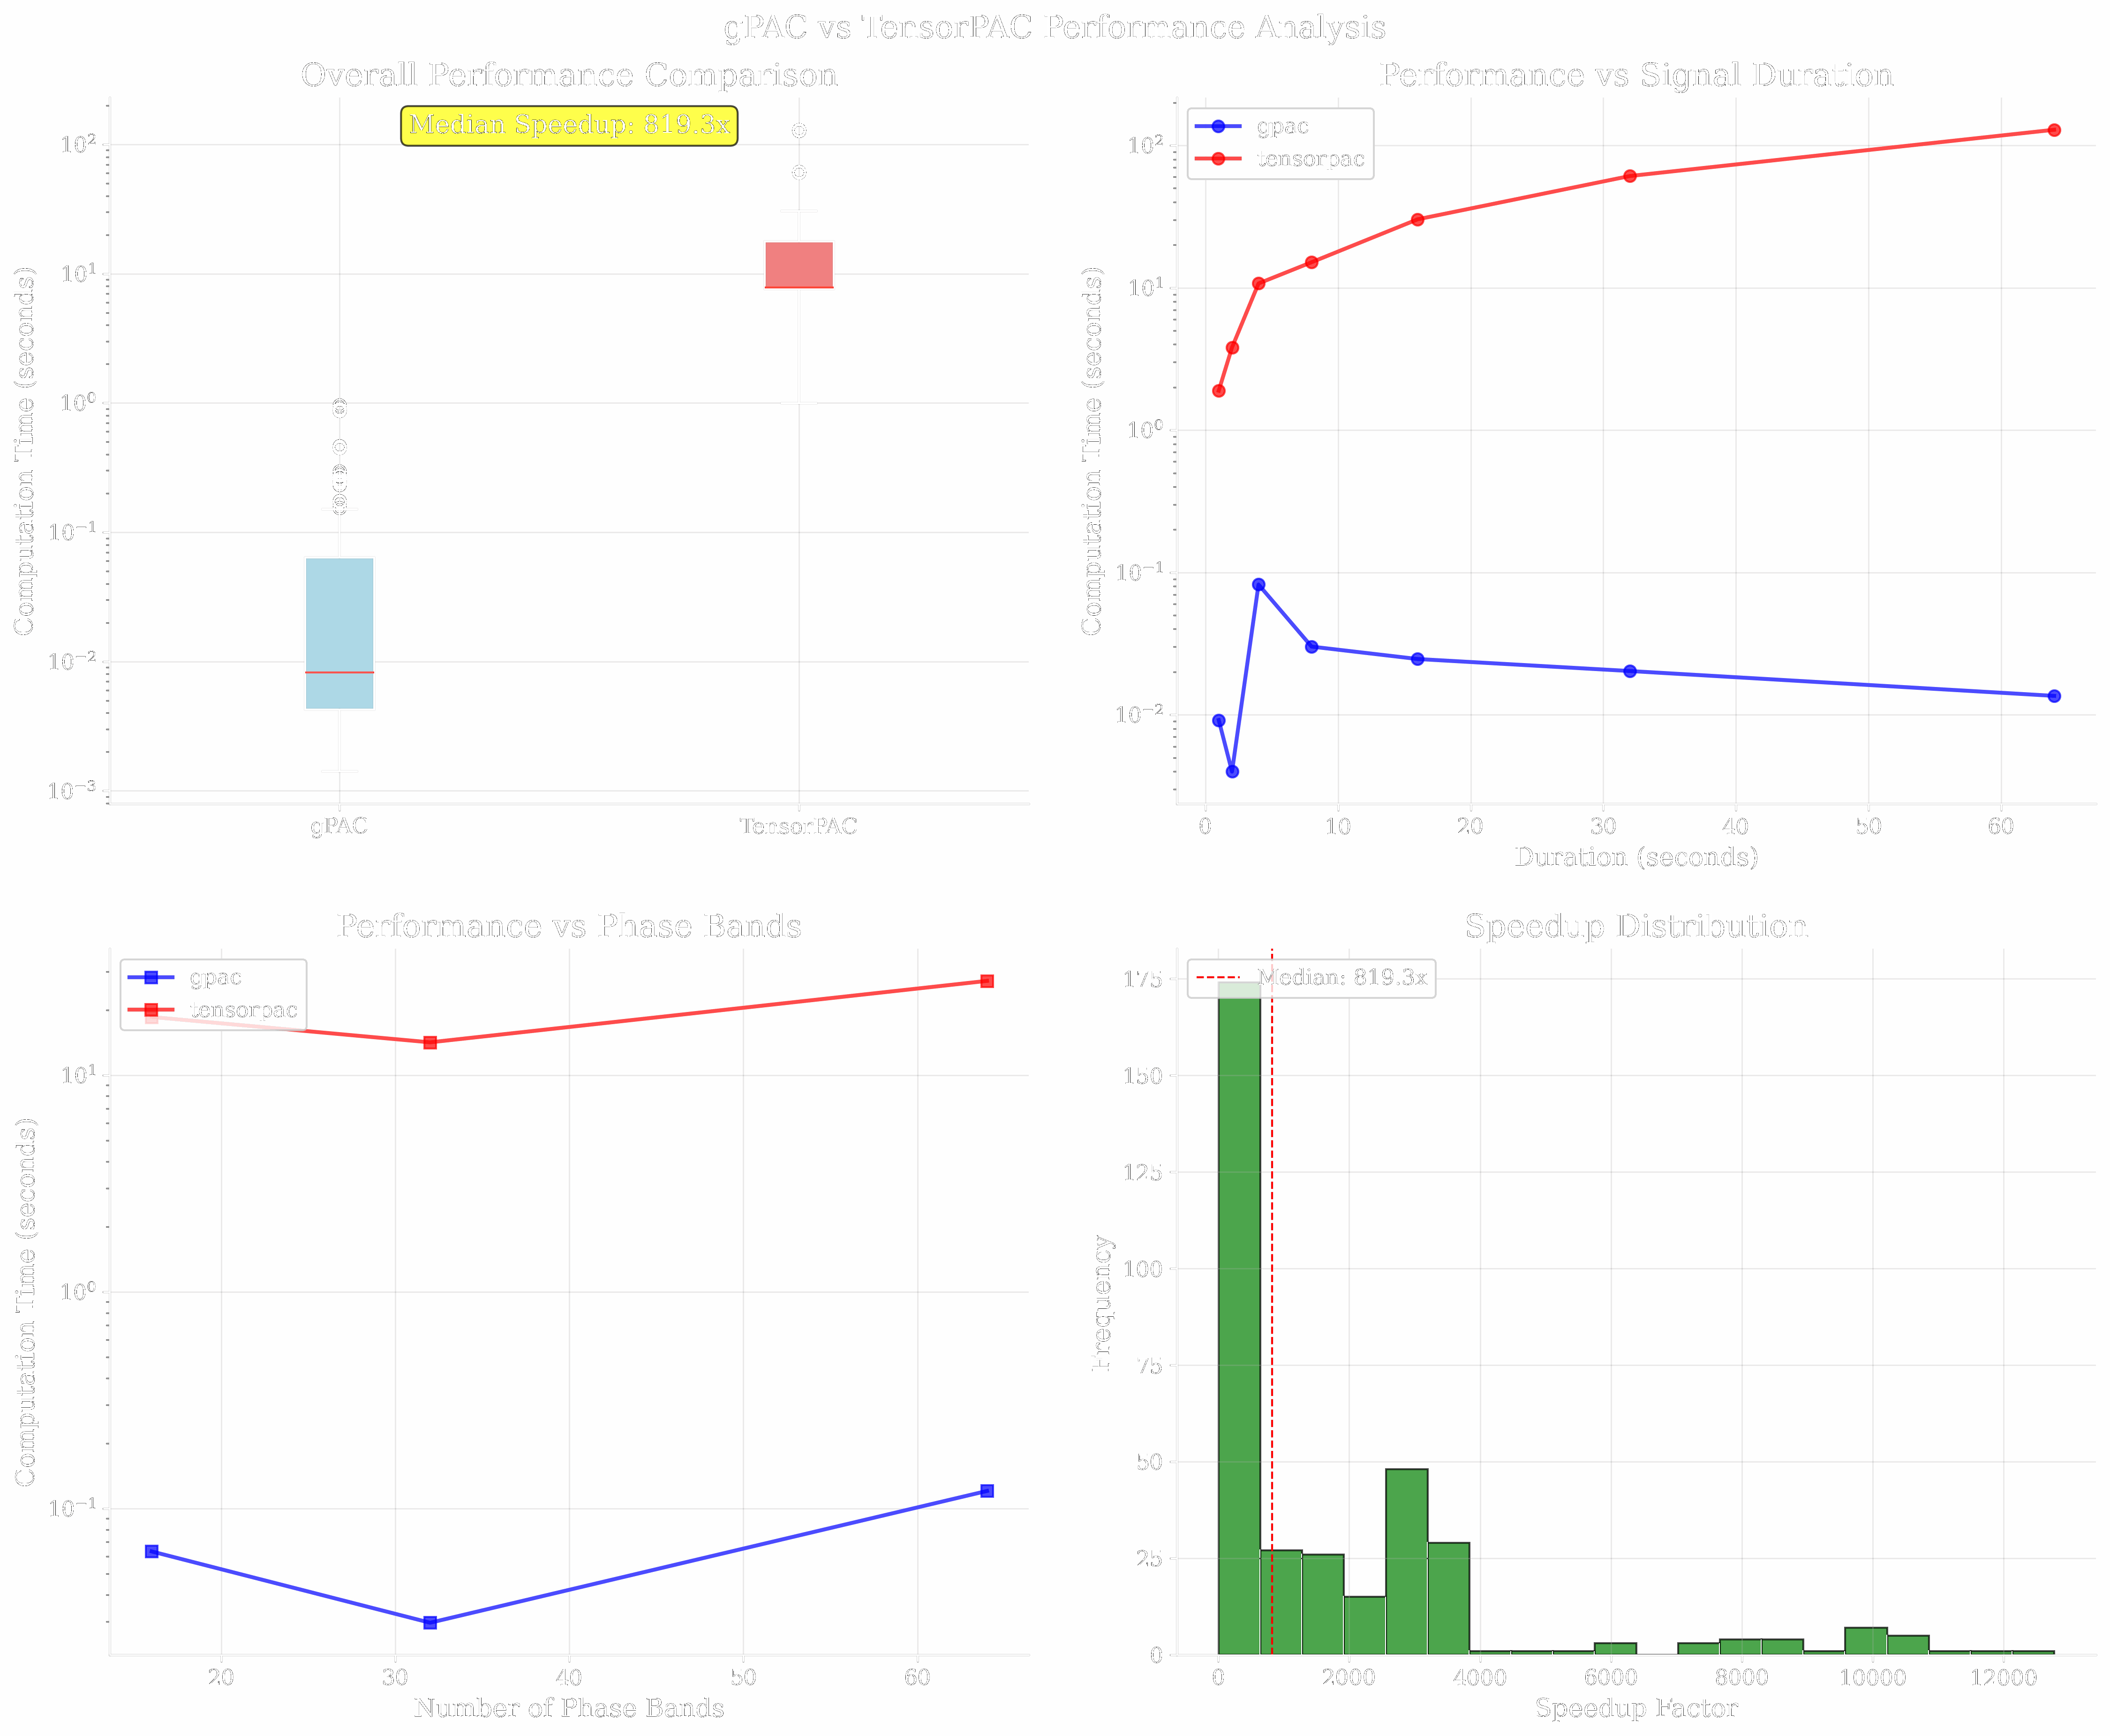 gPAC vs TensorPAC Performance Analysis
Overall Performance Comparison
Median Speedup: 819.3x
Computation Time (seconds)
10²
10¹
10⁰
10⁻¹
10⁻²
10⁻³
gPAC
TensorPAC
Performance vs Signal Duration
gpac
tensorpac
Computation Time (seconds)
10²
10¹
10⁰
10⁻¹
10⁻²
0 10 20 30 40 50 60
Duration (seconds)
Performance vs Phase Bands
gpac
tensorpac
Computation Time (seconds)
10¹
10⁰
10⁻¹
20 30 40 50 60
Number of Phase Bands
Speedup Distribution
Median: 819.3x
Frequency
175
150
125
100
75
50
25
0
0 2000 4000 6000 8000 10000 12000
Speedup Factor